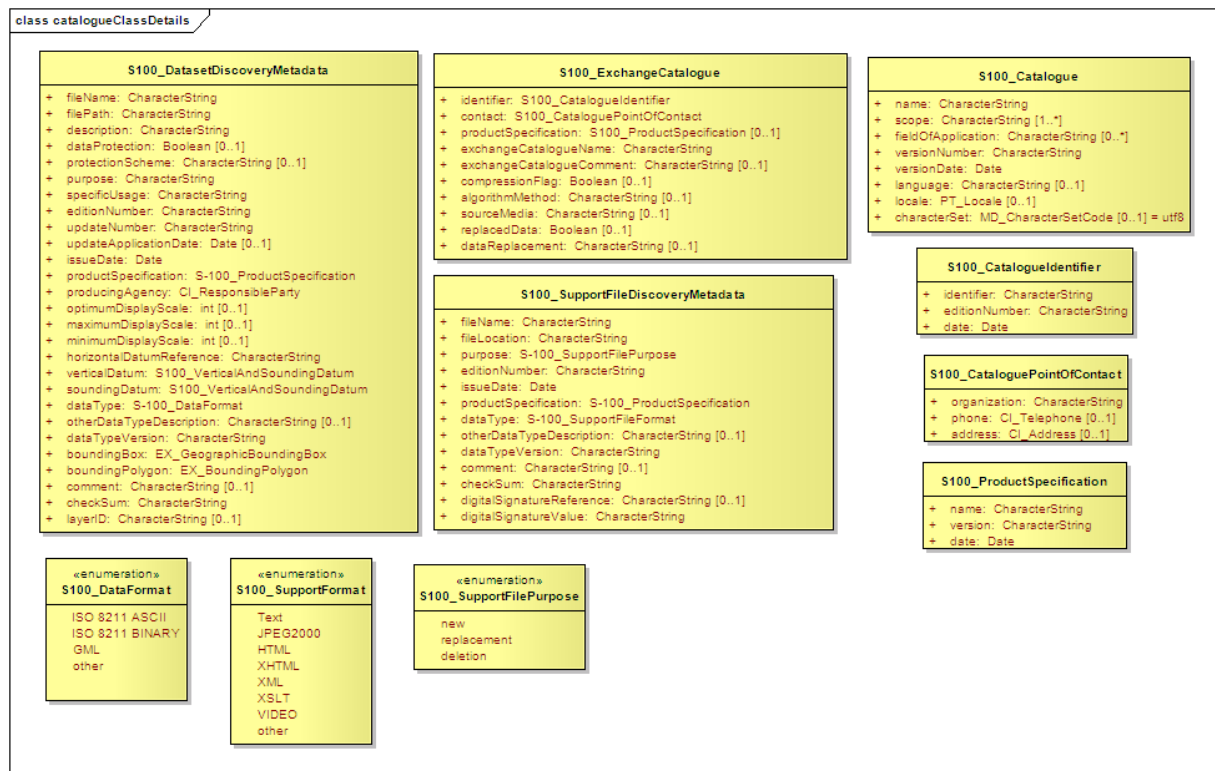 class catalogueClassDetails
S100_DatasetDiscoveryMetadata
+ fileName: CharacterString
+ filePath: CharacterString
+ description: CharacterString
+ dataProtection: Boolean [0..1]
+ protectionScheme: CharacterString [0..1]
+ purpose: CharacterString
+ specificUsage: CharacterString
+ editionNumber: CharacterString
+ updateNumber: CharacterString
+ updateApplicationDate: Date [0..1]
+ issueDate: Date
+ productSpecification: S-100_ProductSpecification
+ producingAgency: CI_ResponsibleParty
+ optimumDisplayScale: int [0..1]
+ maximumDisplayScale: int [0..1]
+ minimumDisplayScale: int [0..1]
+ horizontalDatumReference: CharacterString
+ verticalDatum: S100_VerticalAndSoundingDatum
+ soundingDatum: S100_VerticalAndSoundingDatum
+ dataType: S-100_DataFormat
+ otherDataTypeDescription: CharacterString [0..1]
+ dataTypeVersion: CharacterString
+ boundingBox: EX_GeographicBoundingBox
+ boundingPolygon: EX_BoundingPolygon
+ comment: CharacterString [0..1]
+ checkSum: CharacterString
+ layerID: CharacterString [0..1]
S100_ExchangeCatalogue
+ identifier: S100_CatalogueIdentifier
+ contact: S100_CataloguePointOfContact
+ productSpecification: S100_ProductSpecification [0..1]
+ exchangeCatalogueName: CharacterString
+ exchangeCatalogueComment: CharacterString [0..1]
+ compressionFlag: Boolean [0..1]
+ algorithmMethod: CharacterString [0..1]
+ sourceMedia: CharacterString [0..1]
+ replacedData: Boolean [0..1]
+ dataReplacement: CharacterString [0..1]
S100_SupportFileDiscoveryMetadata
+ fileName: CharacterString
+ fileLocation: CharacterString
+ purpose: S-100_SupportFilePurpose
+ editionNumber: CharacterString
+ issueDate: Date
+ productSpecification: S-100_ProductSpecification
+ dataType: S-100_SupportFileFormat
+ otherDataTypeDescription: CharacterString [0..1]
+ dataTypeVersion: CharacterString
+ comment: CharacterString [0..1]
+ checkSum: CharacterString
+ digitalSignatureReference: CharacterString [0..1]
+ digitalSignatureValue: CharacterString
S100_Catalogue
+ name: CharacterString
+ scope: CharacterString [1..*]
+ fieldOfApplication: CharacterString [0..*]
+ versionNumber: CharacterString
+ versionDate: Date
+ language: CharacterString [0..1]
+ locale: PT_Locale [0..1]
+ characterSet: MD_CharacterSetCode [0..1] = utf8
S100_CatalogueIdentifier
+ identifier: CharacterString
+ editionNumber: CharacterString
+ date: Date
S100_CataloguePointOfContact
+ organization: CharacterString
+ phone: CI_Telephone [0..1]
+ address: CI_Address [0..1]
S100_ProductSpecification
+ name: CharacterString
+ version: CharacterString
+ date: Date
«enumeration»
S100_DataFormat
ISO 8211 ASCII
ISO 8211 BINARY
GML
other
«enumeration»
S100_SupportFormat
Text
JPEG2000
HTML
XHTML
XML
XSLT
VIDEO
other
«enumeration»
S100_SupportFilePurpose
new
replacement
deletion